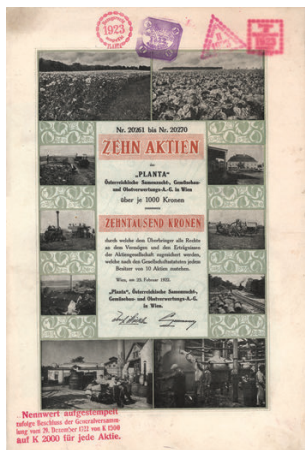 1923
Nr. 20261 bis Nr. 20270
ZEHN AKTIEN
der
„PLANTA"
Österreichische Samenzucht-, Gemüsebau-
und Obstverwertungs-A.-G. in Wien
über je 1000 Kronen
ZEHNTAUSEND KRONEN
durch welche dem Überbringer alle Rechte
an dem Vermögen und den Erträgnissen
der Aktiengesellschaft eingeräumt werden,
welche nach den Gesellschaftsstatuten jedem
Besitzer von 10 Aktien zustehen.
Wien, am 28. Februar 1922.
„Planta", Österreichische Samenzucht-,
Gemüsebau- und Obstverwertungs-A.-G.
in Wien.
Nennwert aufgestempelt
zufolge Beschluss der Generalversamm-
lung vom 29. Dezember 1922 von K 1000
auf K 2000 für jede Aktie.